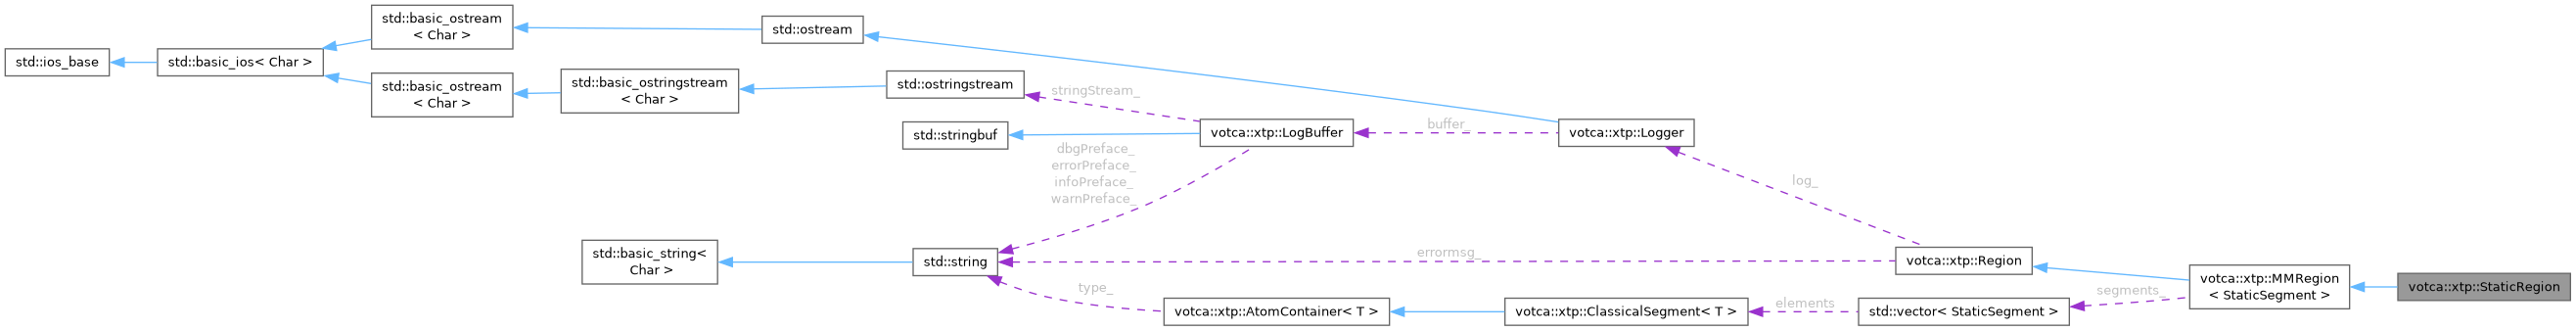 std::basic_ostream
< Char >
std::ostream
std::ios_base
std::basic_ios< Char >
std::basic_ostream
< Char >
std::basic_ostringstream
< Char >
std::ostringstream
stringStream_
std::stringbuf
votca::xtp::LogBuffer
buffer_
votca::xtp::Logger
dbgPreface_
errorPreface_
infoPreface_
warnPreface_
log_
std::basic_string<
Char >
std::string
errormsg_
votca::xtp::Region
type_
votca::xtp::AtomContainer< T >
votca::xtp::ClassicalSegment< T >
elements
std::vector< StaticSegment >
segments_
votca::xtp::MMRegion
< StaticSegment >
votca::xtp::StaticRegion